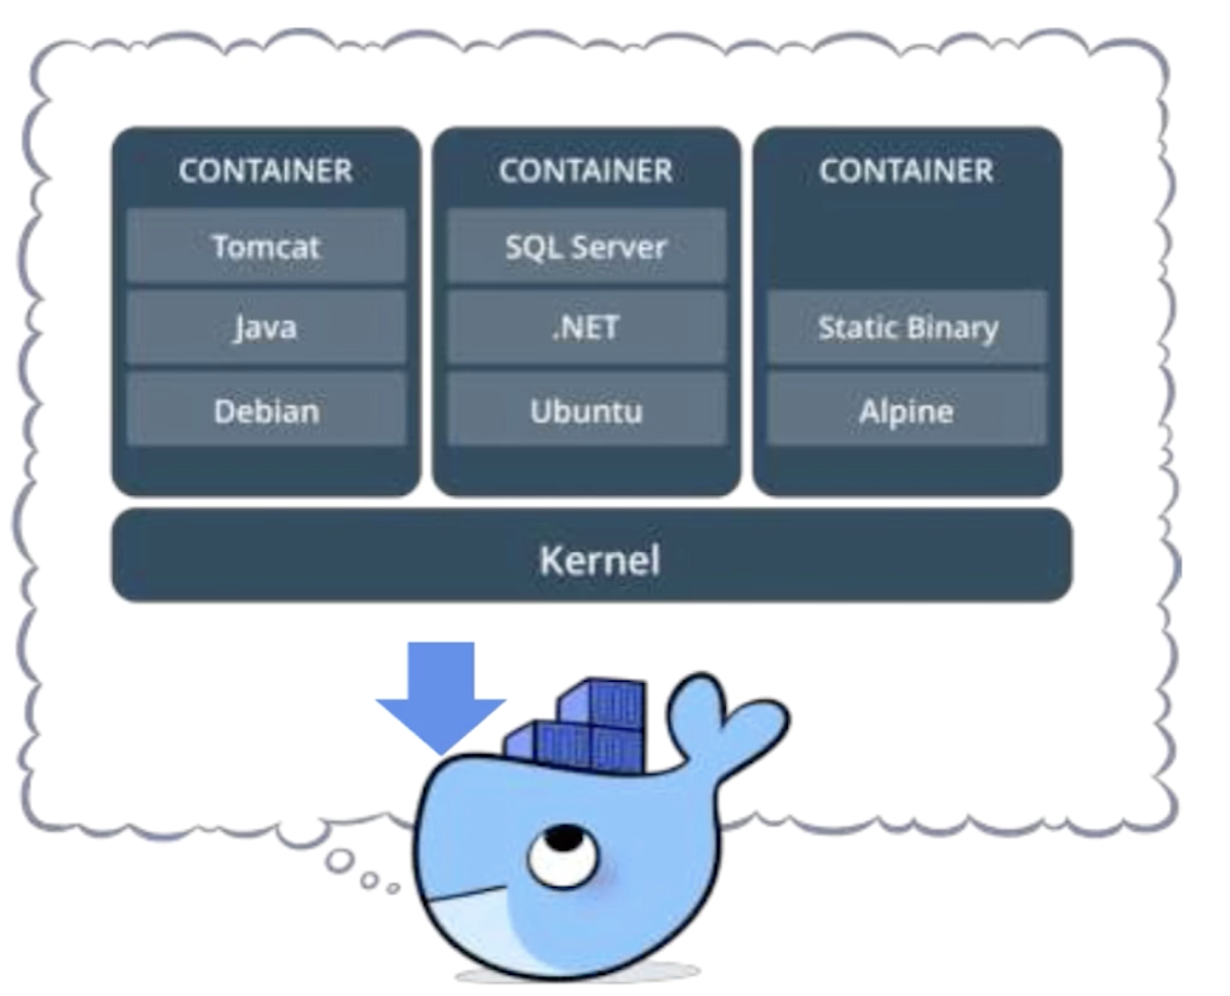 CONTAINER
Tomcat
Java
Debian
CONTAINER
SQL Server
.NET
Ubuntu
CONTAINER
Static Binary
Alpine
Kernel